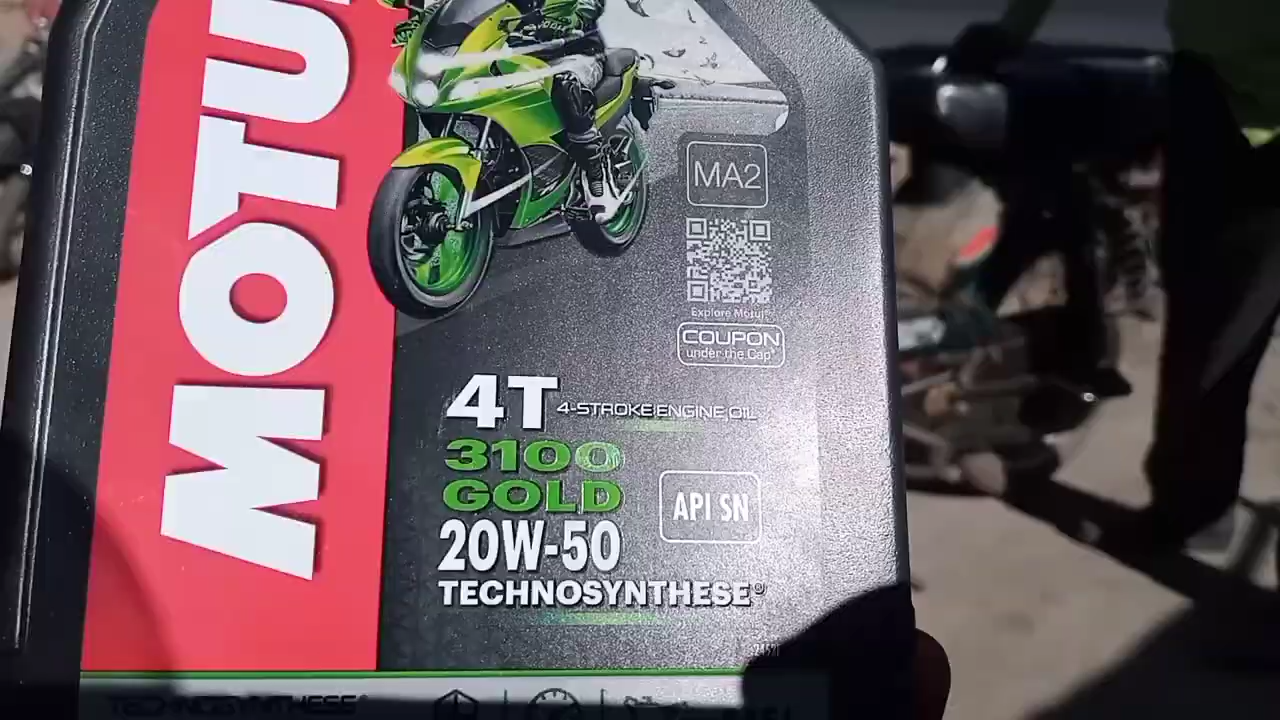 MOTU
MA2
Explore Motul
COUPON
under the Cap*
4T 4-STROKE ENGINE OIL
3100
GOLD
20W-50
API SN
TECHNOSYNTHESE®
TECHNOSYNTHESE®